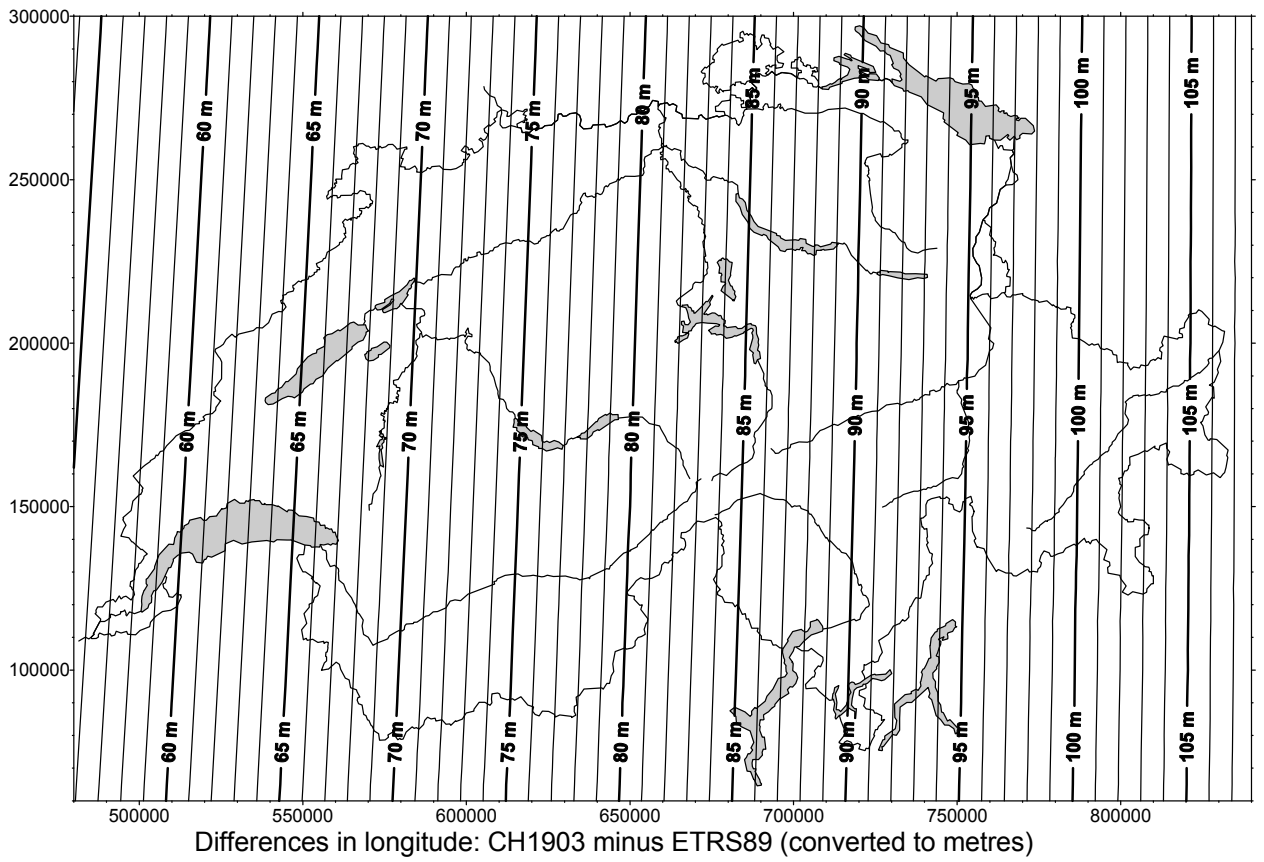 300000
60 m 65 m 70 m 75 m 80 m 85 m 90 m 95 m 100 m 105 m
250000
200000
60 m 65 m 70 m 75 m 80 m 85 m 90 m 95 m 100 m 105 m
150000
100000
60 m 65 m 70 m 75 m 80 m 85 m 90 m 95 m 100 m 105 m
500000 550000 600000 650000 700000 750000 800000
Differences in longitude: CH1903 minus ETRS89 (converted to metres)